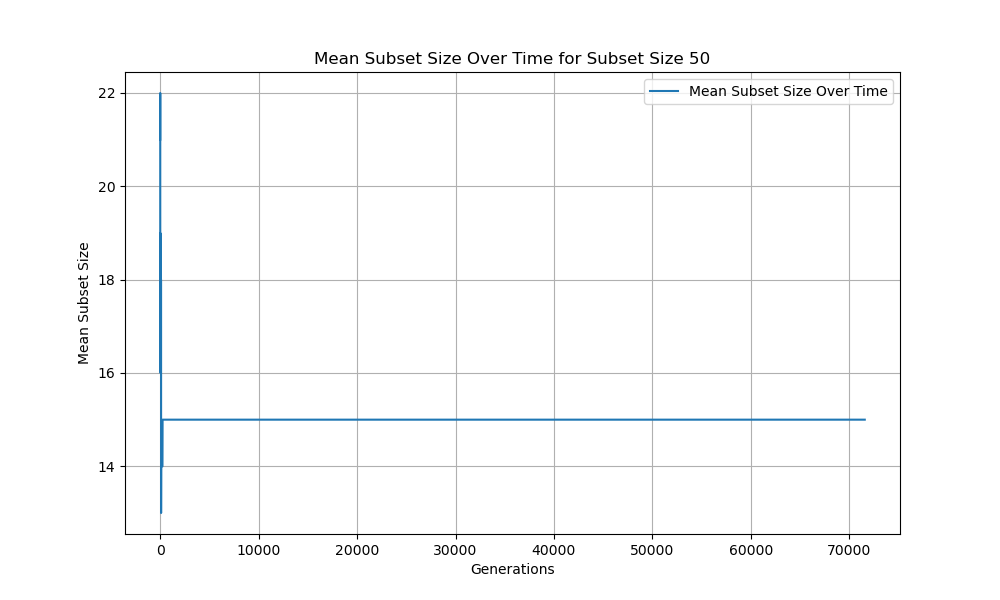 Mean Subset Size Over Time for Subset Size 50
Mean Subset Size Over Time
22
20
18
16
14
Mean Subset Size
0 10000 20000 30000 40000 50000 60000 70000
Generations